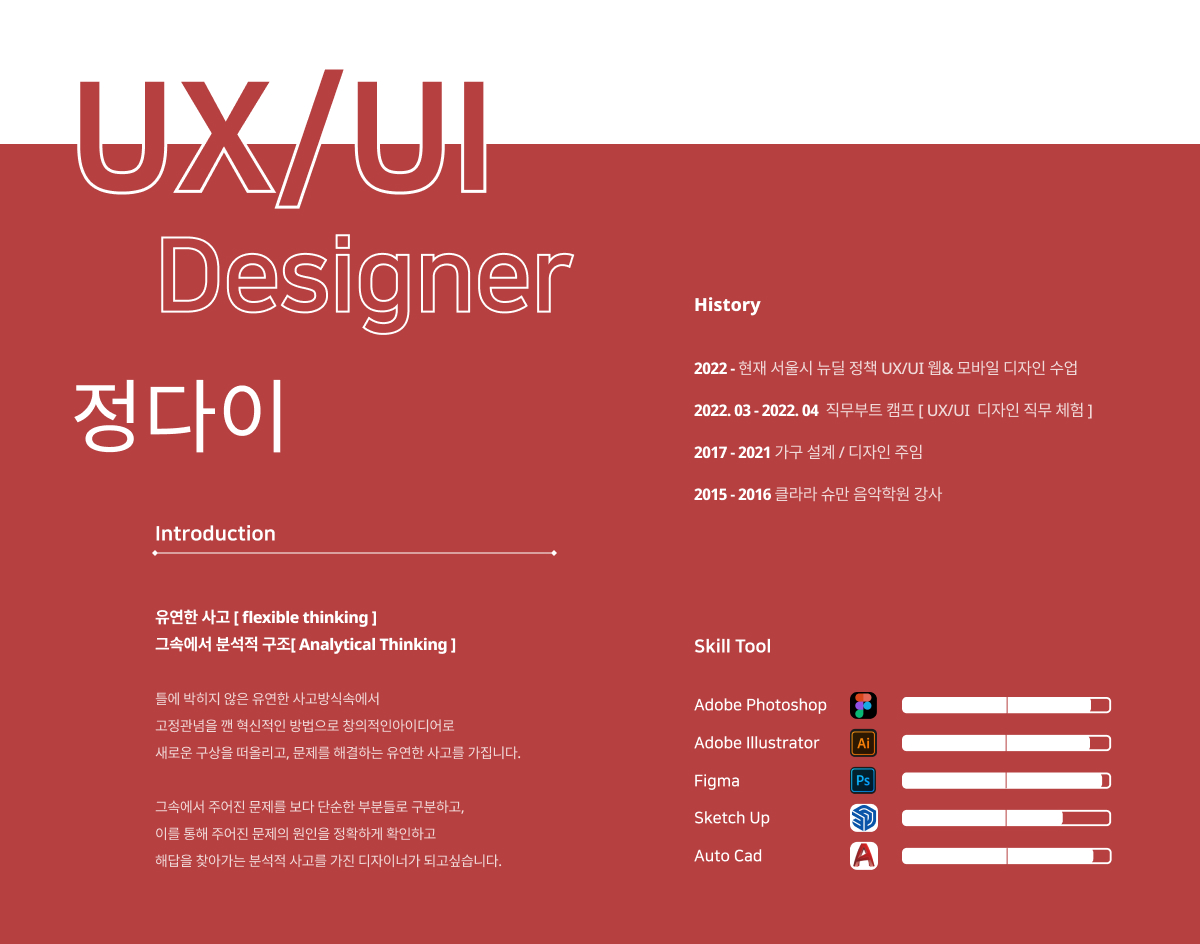 UX/UI
Designer
정다이
Introduction
유연한 사고 [ flexible thinking ]
그속에서 분석적 구조[ Analytical Thinking ]
틀에 박히지 않은 유연한 사고방식속에서
고정관념을 깬 혁신적인 방법으로 창의적인아이디어로
새로운 구상을 떠올리고, 문제를 해결하는 유연한 사고를 가집니다.
그속에서 주어진 문제를 보다 단순한 부분들로 구분하고,
이를 통해 주어진 문제의 원인을 정확하게 확인하고
해답을 찾아가는 분석적 사고를 가진 디자이너가 되고싶습니다.
History
2022 - 현재 서울시 뉴딜 정책 UX/UI 웹& 모바일 디자인 수업
2022. 03 - 2022. 04 직무부트 캠프 [ UX/UI 디자인 직무 체험 ]
2017 - 2021 가구 설계 / 디자인 주임
2015 - 2016 클라라 슈만 음악학원 강사
Skill Tool
Adobe Photoshop
Adobe Illustrator Ai
Figma Ps
Sketch Up
Auto Cad A